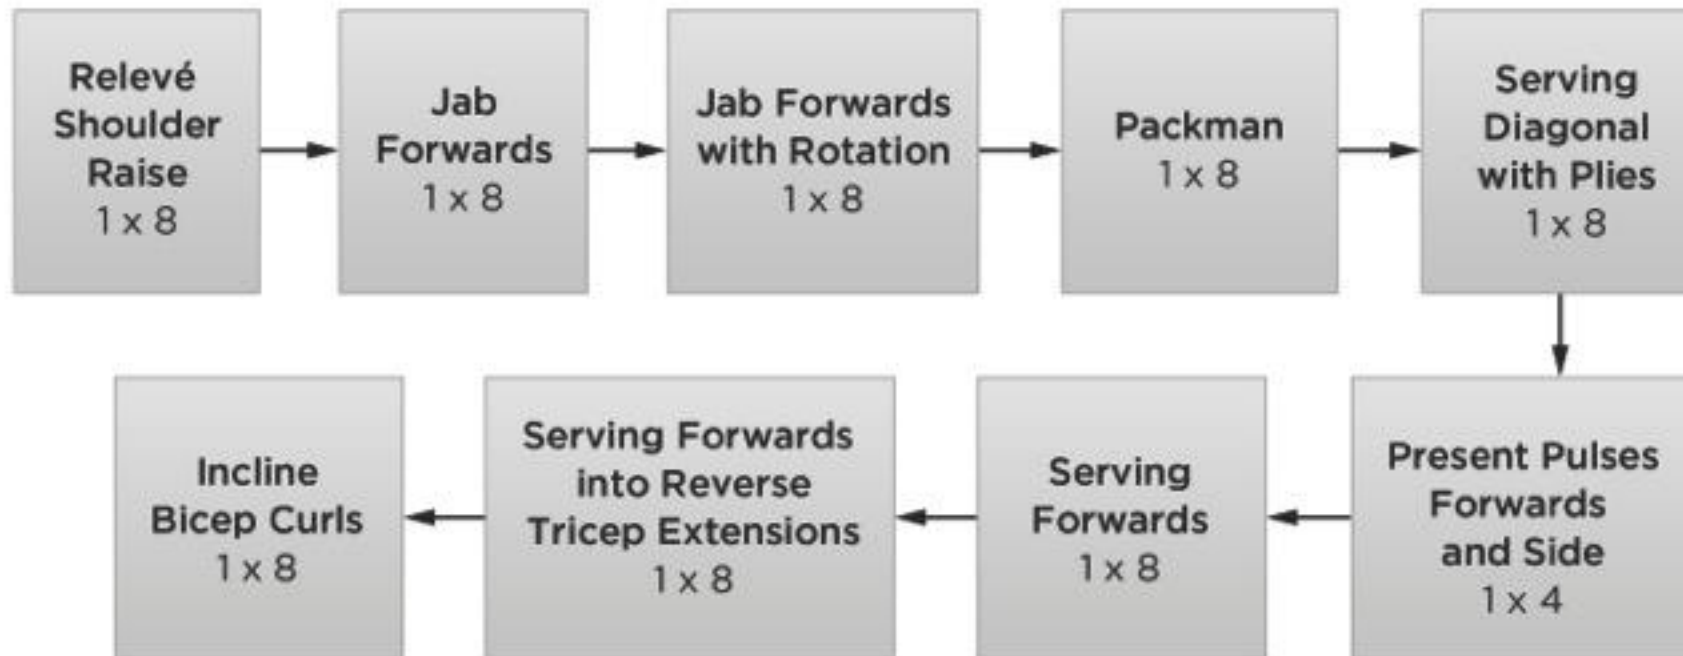 Relevé
Shoulder
Raise
1 x 8
Jab
Forwards
1 x 8
Jab Forwards
with Rotation
1 x 8
Packman
1 x 8
Serving
Diagonal
with Plies
1 x 8
Present Pulses
Forwards
and Side
1 x 4
Serving
Forwards
1 x 8
Serving Forwards
into Reverse
Tricep Extensions
1 x 8
Incline
Bicep Curls
1 x 8